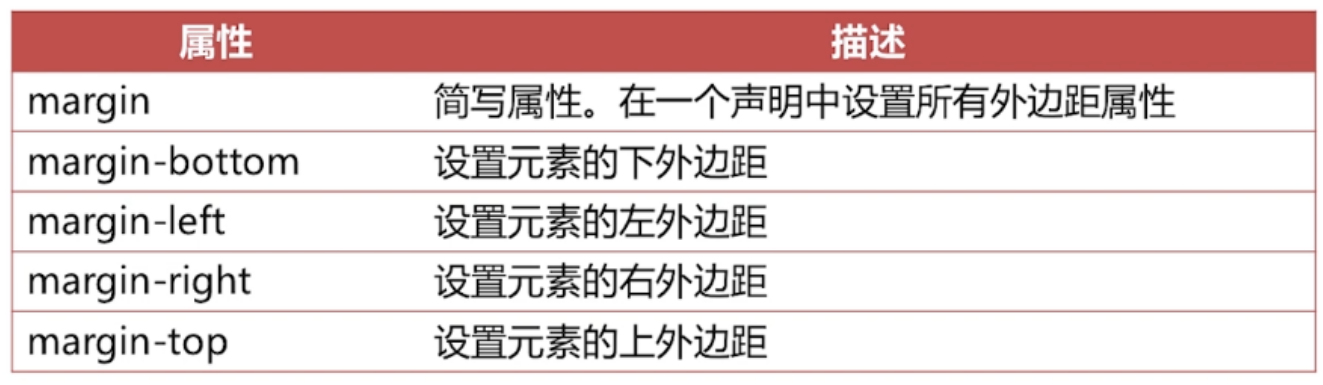 属性 描述
margin 简写属性。在一个声明中设置所有外边距属性
margin-bottom 设置元素的下外边距
margin-left 设置元素的左外边距
margin-right 设置元素的右外边距
margin-top 设置元素的上外边距